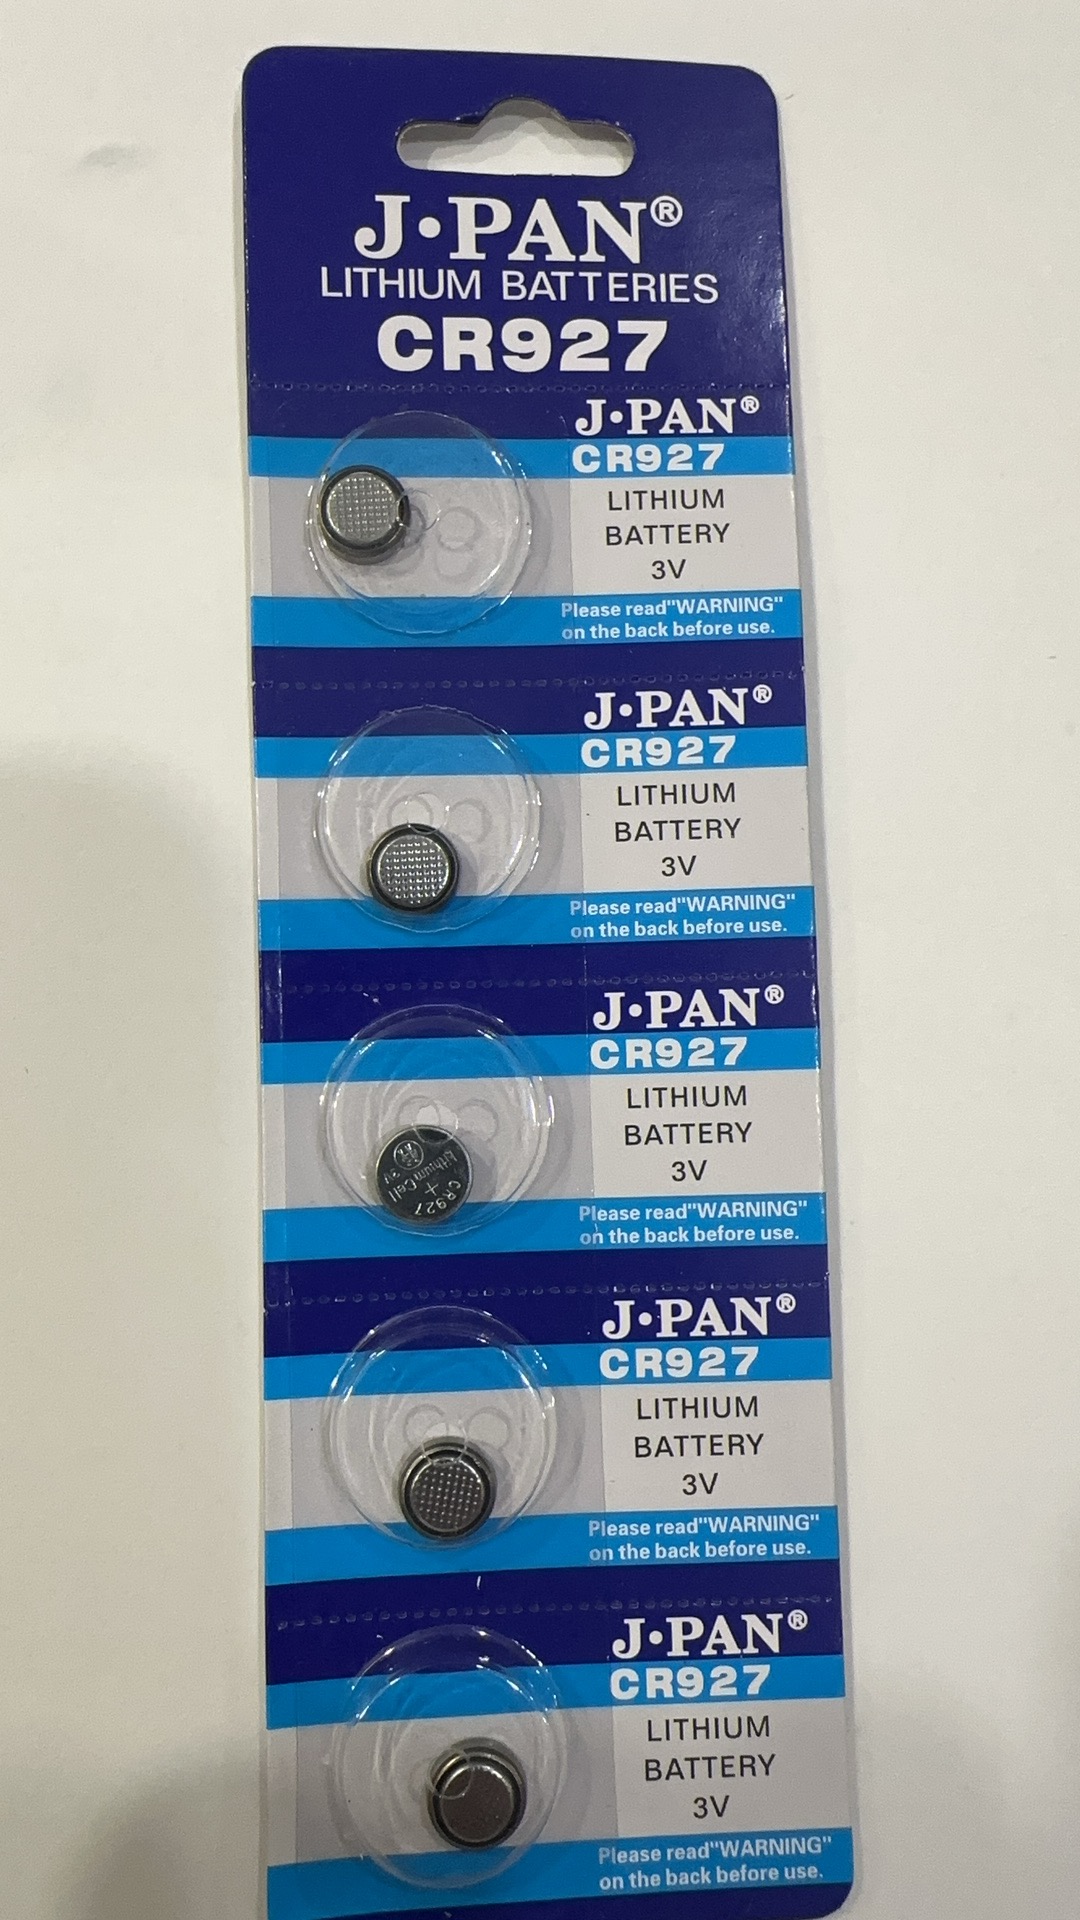 J·PAN®
LITHIUM BATTERIES
CR927
J·PAN®
CR927
LITHIUM
BATTERY
3V
Please read"WARNING"
on the back before use.
J·PAN®
CR927
LITHIUM
BATTERY
3V
Please read"WARNING"
on the back before use.
J·PAN®
CR927
LITHIUM
BATTERY
3V
Please read"WARNING"
on the back before use.
3V
Lithium Cell
+
CR927
J·PAN®
CR927
LITHIUM
BATTERY
3V
Please read"WARNING"
on the back before use.
J·PAN®
CR927
LITHIUM
BATTERY
3V
Please read"WARNING"
on the back before use.